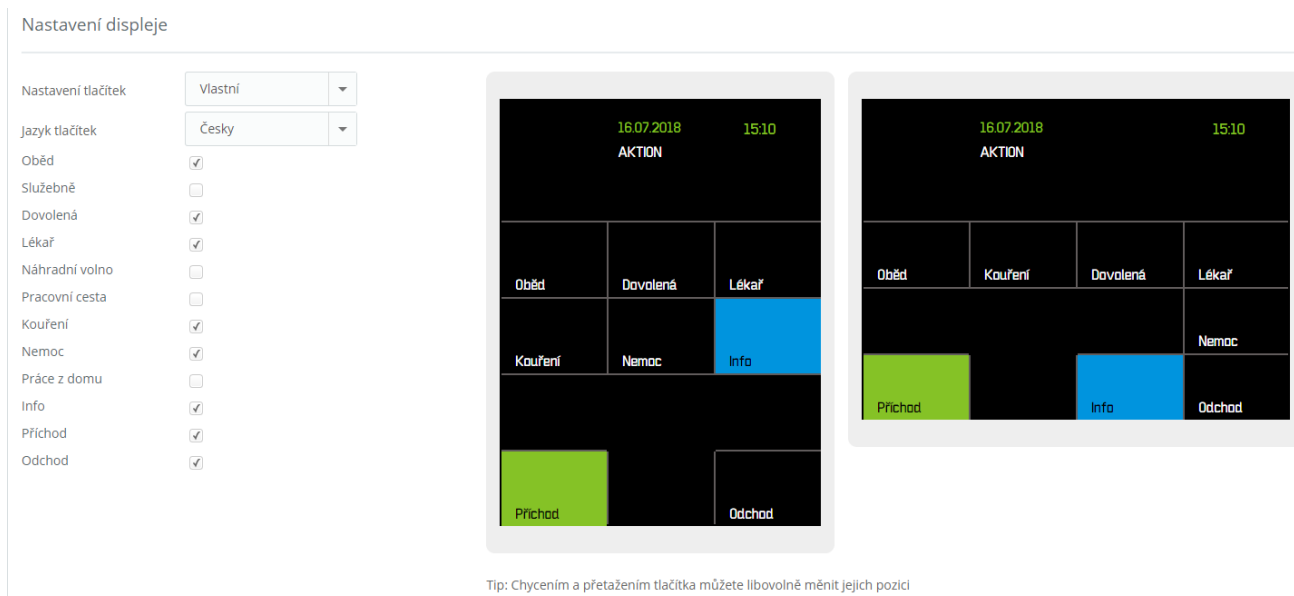 Nastavení displeje
Nastavení tlačítek
Vlastní
Jazyk tlačítek
Česky
Oběd
Služebně
Dovolená
Lékař
Náhradní volno
Pracovní cesta
Kouření
Nemoc
Práce z domu
Info
Příchod
Odchod
16.07.2018 15:10
AKTION
Oběd Dovolená Lékař
Kouření Nemoc Info
Příchod Odchod
16.07.2018 15:10
AKTION
Oběd Kouření Dovolená Lékař
Nemoc
Příchod Info Odchod
Tip: Chycením a přetažením tlačítka můžete libovolně měnit jejich pozici